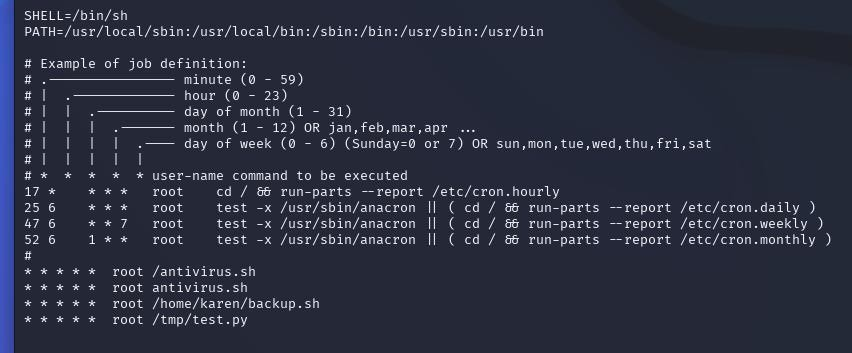 SHELL=/bin/sh
PATH=/usr/local/sbin:/usr/local/bin:/sbin:/bin:/usr/sbin:/usr/bin

# Example of job definition:
# .---------------- minute (0 - 59)
# |  .------------- hour (0 - 23)
# |  |  .---------- day of month (1 - 31)
# |  |  |  .------- month (1 - 12) OR jan,feb,mar,apr ...
# |  |  |  |  .---- day of week (0 - 6) (Sunday=0 or 7) OR sun,mon,tue,wed,thu,fri,sat
# |  |  |  |  |
# *  *  *  *  * user-name command to be executed
17 *    * * *   root    cd / && run-parts --report /etc/cron.hourly
25 6    * * *   root    test -x /usr/sbin/anacron || ( cd / && run-parts --report /etc/cron.daily )
47 6    * * 7   root    test -x /usr/sbin/anacron || ( cd / && run-parts --report /etc/cron.weekly )
52 6    1 * *   root    test -x /usr/sbin/anacron || ( cd / && run-parts --report /etc/cron.monthly )
#
* * * * *  root /antivirus.sh
* * * * *  root antivirus.sh
* * * * *  root /home/karen/backup.sh
* * * * *  root /tmp/test.py